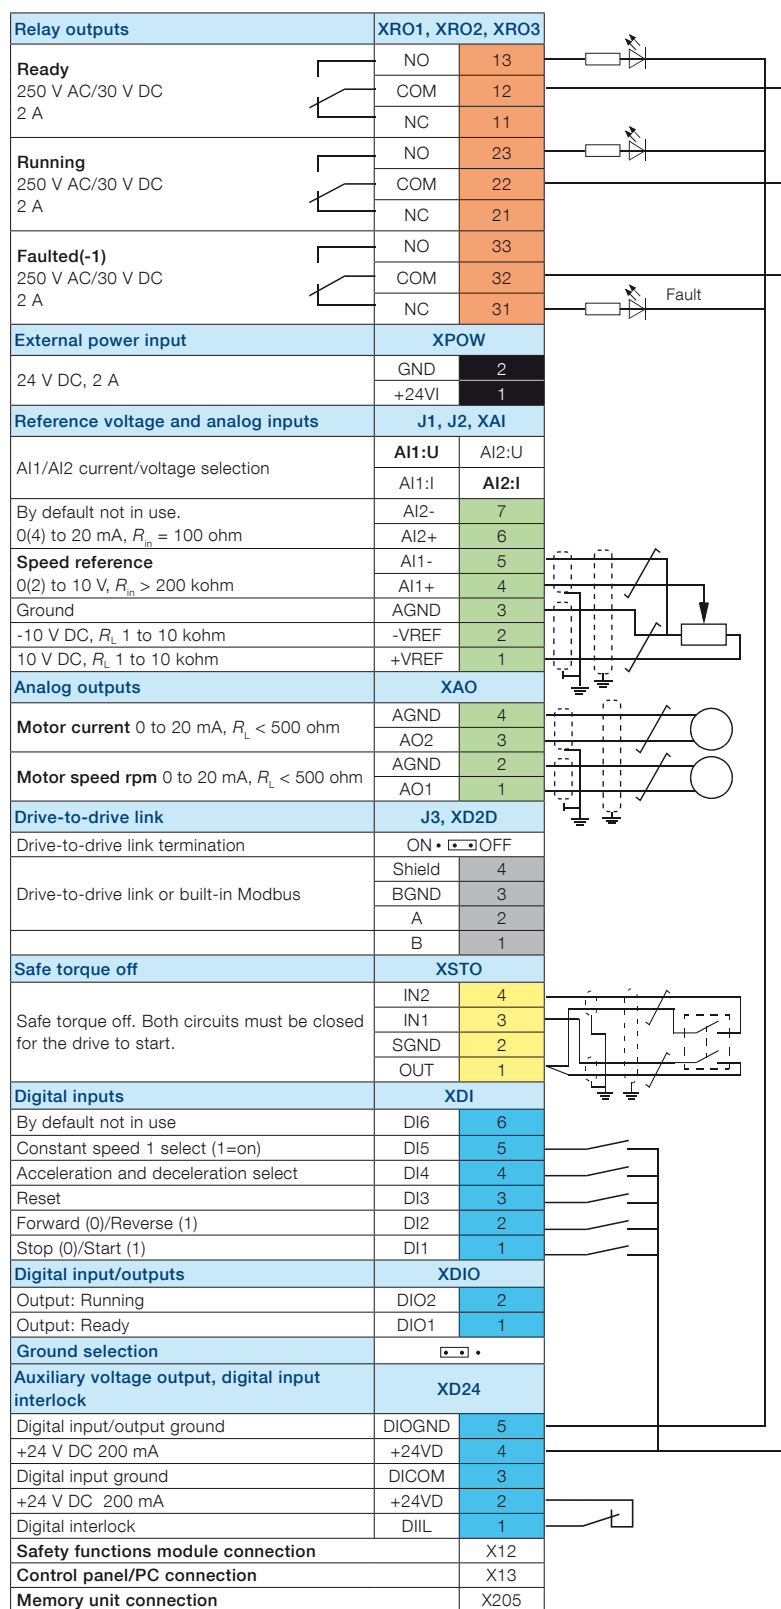 Relay outputs XRO1, XRO2, XRO3
Ready
250 V AC/30 V DC
2 A
NO 13
COM 12
NC 11
Running
250 V AC/30 V DC
2 A
NO 23
COM 22
NC 21
Faulted(-1)
250 V AC/30 V DC
2 A
NO 33
COM 32
NC 31
Fault
External power input XPOW
24 V DC, 2 A
GND 2
+24VI 1
Reference voltage and analog inputs J1, J2, XAI
AI1/AI2 current/voltage selection
AI1:U AI2:U
AI1:I AI2:I
By default not in use.
0(4) to 20 mA, Rin = 100 ohm
AI2- 7
AI2+ 6
Speed reference
0(2) to 10 V, Rin > 200 kohm
AI1- 5
AI1+ 4
Ground AGND 3
-10 V DC, RL 1 to 10 kohm -VREF 2
10 V DC, RL 1 to 10 kohm +VREF 1
Analog outputs XAO
Motor current 0 to 20 mA, RL < 500 ohm
AGND 4
AO2 3
Motor speed rpm 0 to 20 mA, RL < 500 ohm
AGND 2
AO1 1
Drive-to-drive link J3, XD2D
Drive-to-drive link termination ON OFF
Drive-to-drive link or built-in Modbus
Shield 4
BGND 3
A 2
B 1
Safe torque off XSTO
Safe torque off. Both circuits must be closed
for the drive to start.
IN2 4
IN1 3
SGND 2
OUT 1
Digital inputs XDI
By default not in use DI6 6
Constant speed 1 select (1=on) DI5 5
Acceleration and deceleration select DI4 4
Reset DI3 3
Forward (0)/Reverse (1) DI2 2
Stop (0)/Start (1) DI1 1
Digital input/outputs XDIO
Output: Running DIO2 2
Output: Ready DIO1 1
Ground selection
Auxiliary voltage output, digital input
interlock
XD24
Digital input/output ground DIOGND 5
+24 V DC 200 mA +24VD 4
Digital input ground DICOM 3
+24 V DC 200 mA +24VD 2
Digital interlock DIIL 1
Safety functions module connection X12
Control panel/PC connection X13
Memory unit connection X205